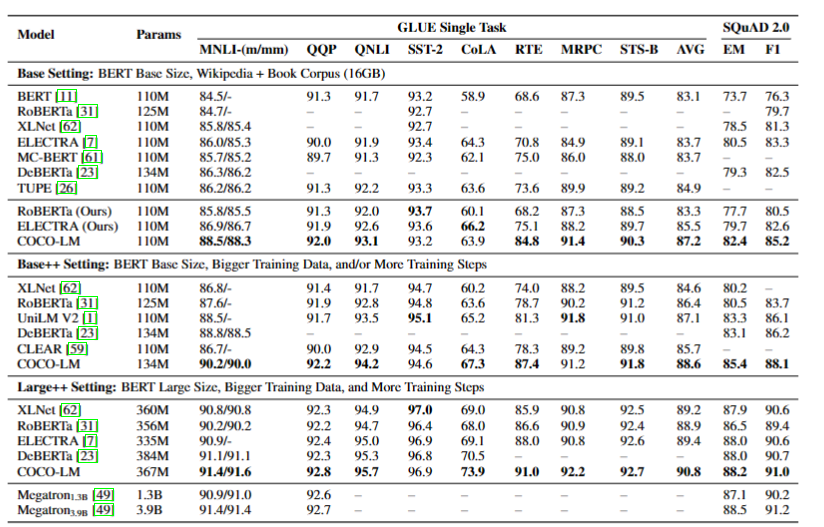 Model Params GLUE Single Task SQuAD 2.0
MNLI-(m/mm) QQP QNLI SST-2 CoLA RTE MRPC STS-B AVG EM F1
Base Setting: BERT Base Size, Wikipedia + Book Corpus (16GB)
BERT [11] 110M 84.5/- 91.3 91.7 93.2 58.9 68.6 87.3 89.5 83.1 73.7 76.3
RoBERTa [31] 125M 84.7/- – – 92.7 – – – – – – 79.7
XLNet [62] 110M 85.8/85.4 – – 92.7 – – – – – 78.5 81.3
ELECTRA [7] 110M 86.0/85.3 90.0 91.9 93.4 64.3 70.8 84.9 89.1 83.7 80.5 83.3
MC-BERT [61] 110M 85.7/85.2 89.7 91.3 92.3 62.1 75.0 86.0 88.0 83.7 – –
DeBERTa [23] 134M 86.3/86.2 – – – – – – – – 79.3 82.5
TUPE [26] 110M 86.2/86.2 91.3 92.2 93.3 63.6 73.6 89.9 89.2 84.9 – –
RoBERTa (Ours) 110M 85.8/85.5 91.3 92.0 93.7 60.1 68.2 87.3 88.5 83.3 77.7 80.5
ELECTRA (Ours) 110M 86.9/86.7 91.9 92.6 93.6 66.2 75.1 88.2 89.7 85.5 79.7 82.6
COCO-LM 110M 88.5/88.3 92.0 93.1 93.2 63.9 84.8 91.4 90.3 87.2 82.4 85.2
Base++ Setting: BERT Base Size, Bigger Training Data, and/or More Training Steps
XLNet [62] 110M 86.8/- 91.4 91.7 94.7 60.2 74.0 88.2 89.5 84.6 80.2 –
RoBERTa [31] 125M 87.6/- 91.9 92.8 94.8 63.6 78.7 90.2 91.2 86.4 80.5 83.7
UniLM V2 [1] 110M 88.5/- 91.7 93.5 95.1 65.2 81.3 91.8 91.0 87.1 83.3 86.1
DeBERTa [23] 134M 88.8/88.5 – – – – – – – – 83.1 86.2
CLEAR [59] 110M 86.7/- 90.0 92.9 94.5 64.3 78.3 89.2 89.8 85.7 – –
COCO-LM 134M 90.2/90.0 92.2 94.2 94.6 67.3 87.4 91.2 91.8 88.6 85.4 88.1
Large++ Setting: BERT Large Size, Bigger Training Data, and More Training Steps
XLNet [62] 360M 90.8/90.8 92.3 94.9 97.0 69.0 85.9 90.8 92.5 89.2 87.9 90.6
RoBERTa [31] 356M 90.2/90.2 92.2 94.7 96.4 68.0 86.6 90.9 92.4 88.9 86.5 89.4
ELECTRA [7] 335M 90.9/- 92.4 95.0 96.9 69.1 88.0 90.8 92.6 89.4 88.0 90.6
DeBERTa [23] 384M 91.1/91.1 92.3 95.3 96.8 70.5 – – – – 88.0 90.7
COCO-LM 367M 91.4/91.6 92.8 95.7 96.9 73.9 91.0 92.2 92.7 90.8 88.2 91.0
Megatron1.3B [49] 1.3B 90.9/91.0 92.6 – – – – – – – 87.1 90.2
Megatron3.9B [49] 3.9B 91.4/91.4 92.7 – – – – – – – 88.5 91.2